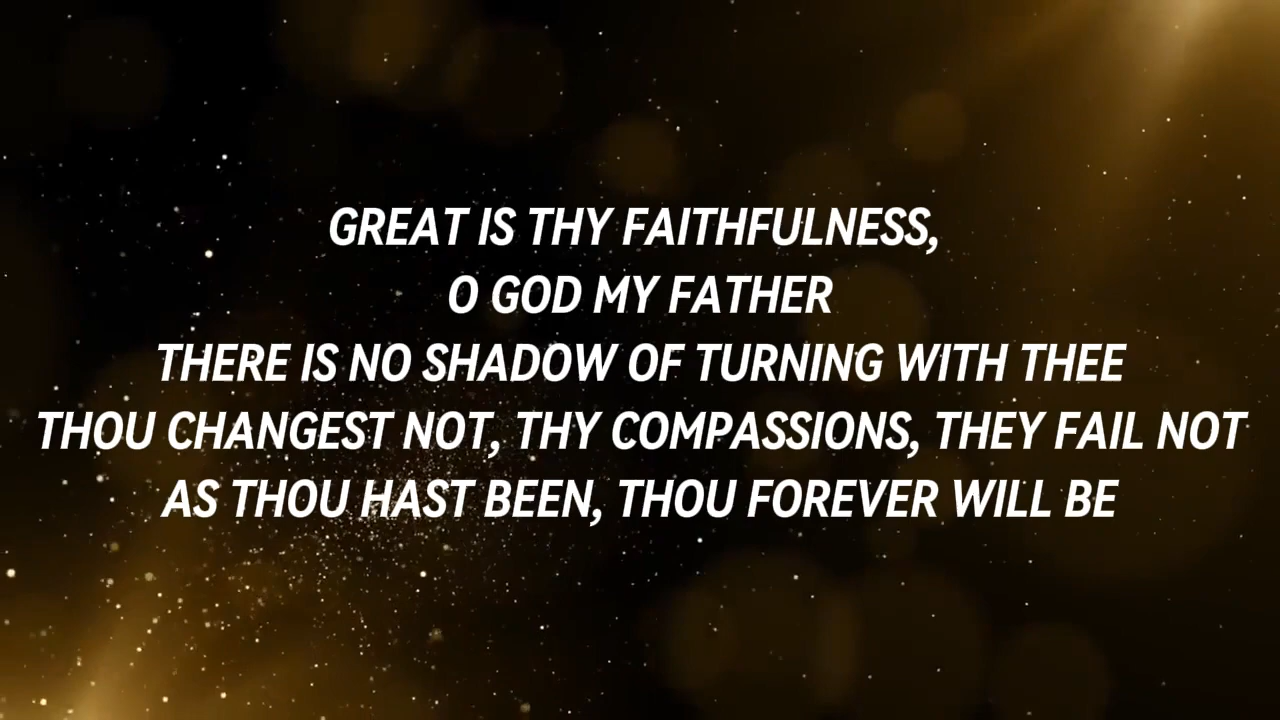 GREAT IS THY FAITHFULNESS,
O GOD MY FATHER
THERE IS NO SHADOW OF TURNING WITH THEE
THOU CHANGEST NOT, THY COMPASSIONS, THEY FAIL NOT
AS THOU HAST BEEN, THOU FOREVER WILL BE